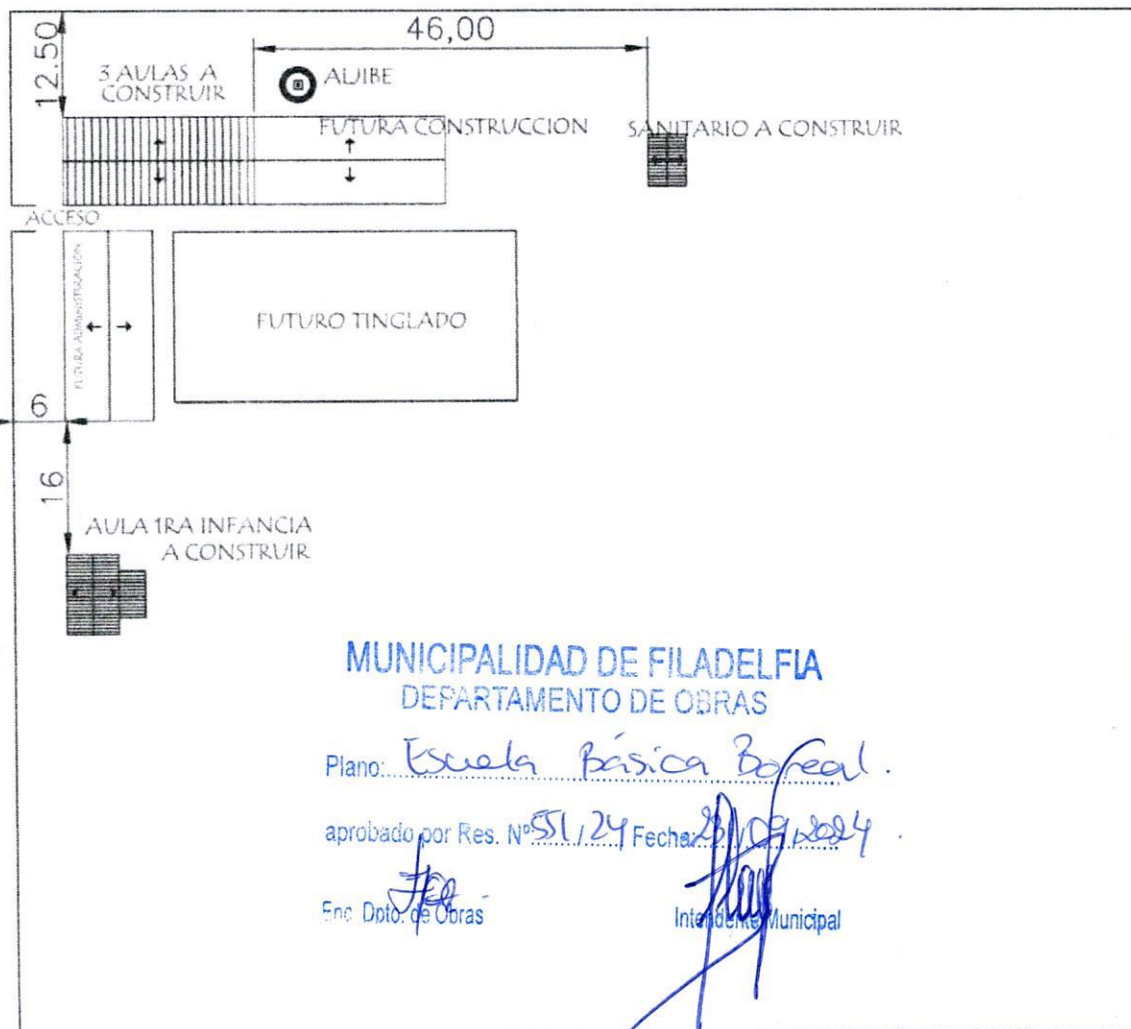 46,00
12.50
3 AULAS A
CONSTRUIR
ALJIBE
FUTURA CONSTRUCCION
SANITARIO A CONSTRUIR
ACCESO
FUTURA ADMINISTRACION
FUTURO TINGLADO
6
16
AULA 1RA INFANCIA
A CONSTRUIR
MUNICIPALIDAD DE FILADELFIA
DEPARTAMENTO DE OBRAS
Plano: Escuela Básica Boreal.
aprobado por Res. Nº 551/24 Fecha: /09/2024
Enc. Dpto. de Obras
Intendente Municipal